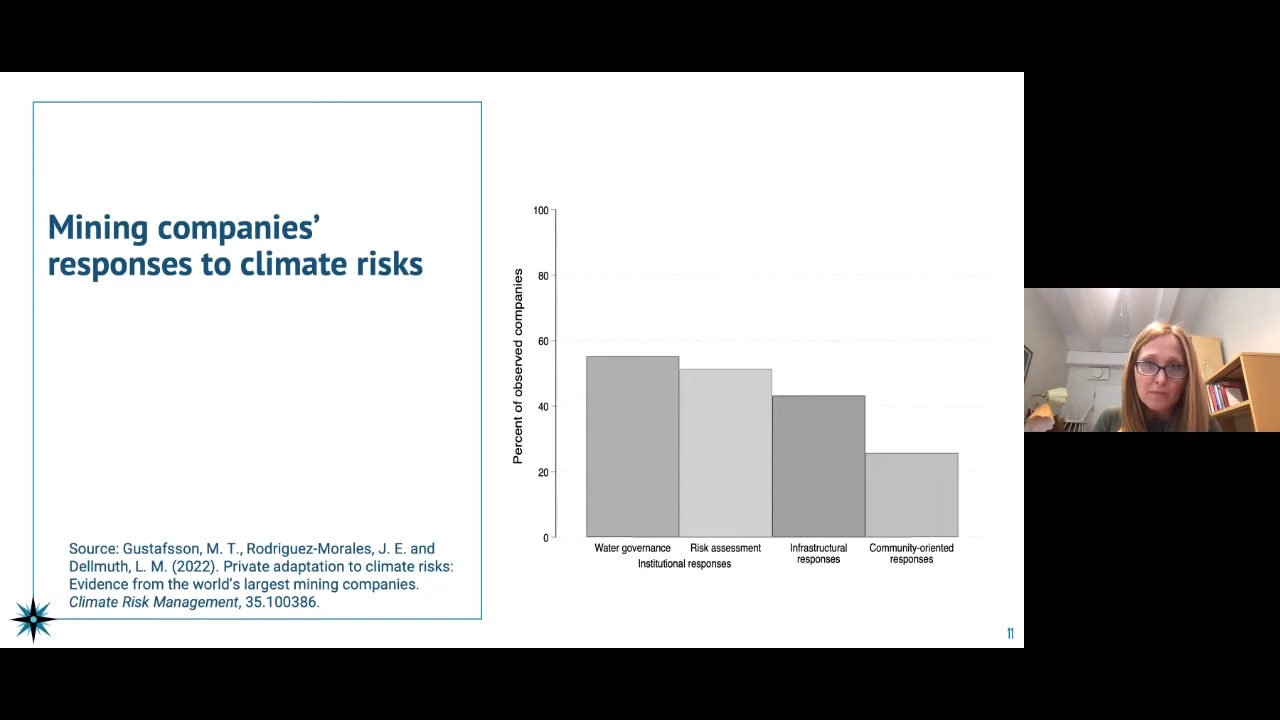 Mining companies’
responses to climate risks
Source: Gustafsson, M. T., Rodriguez-Morales, J. E. and
Dellmuth, L. M. (2022). Private adaptation to climate risks:
Evidence from the world’s largest mining companies.
Climate Risk Management, 35.100386.
Percent of observed companies
100
80
60
40
20
0
Water governance
Risk assessment
Institutional responses
Infrastructural
responses
Community-oriented
responses
11